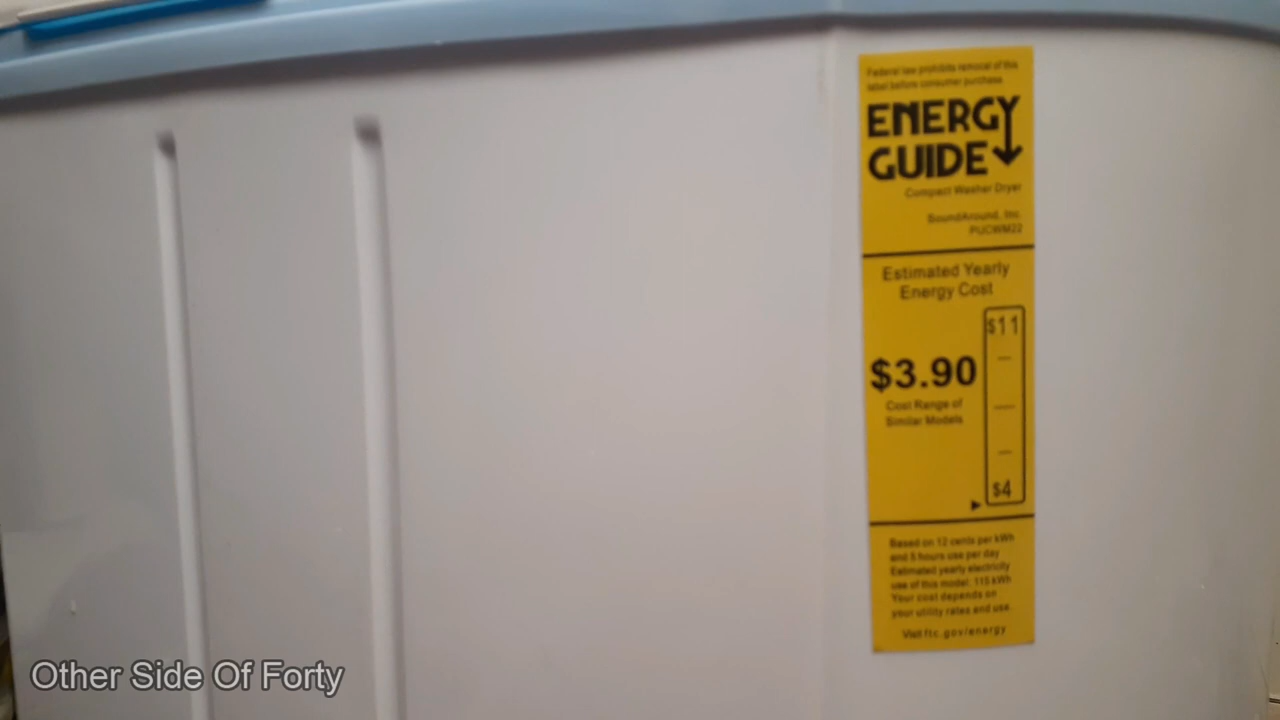 Federal law prohibits removal of this
label before consumer purchase.
ENERGY
GUIDE
Compact Washer Dryer
SoundAround, Inc.
PUCWM22
Estimated Yearly
Energy Cost
$11
$3.90
Cost Range of
Similar Models
$4
Based on 12 cents per kWh
and 5 hours use per day
Estimated yearly electricity
use of this model: 115 kWh
Your cost depends on
your utility rates and use.
Visit ftc.gov/energy
Other Side Of Forty